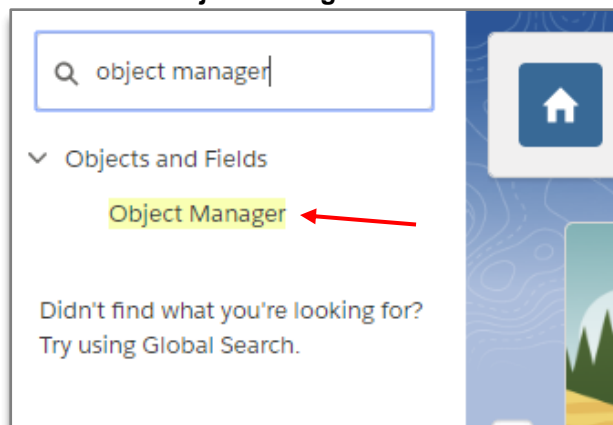 object manager
Objects and Fields
Object Manager
Didn't find what you're looking for?
Try using Global Search.